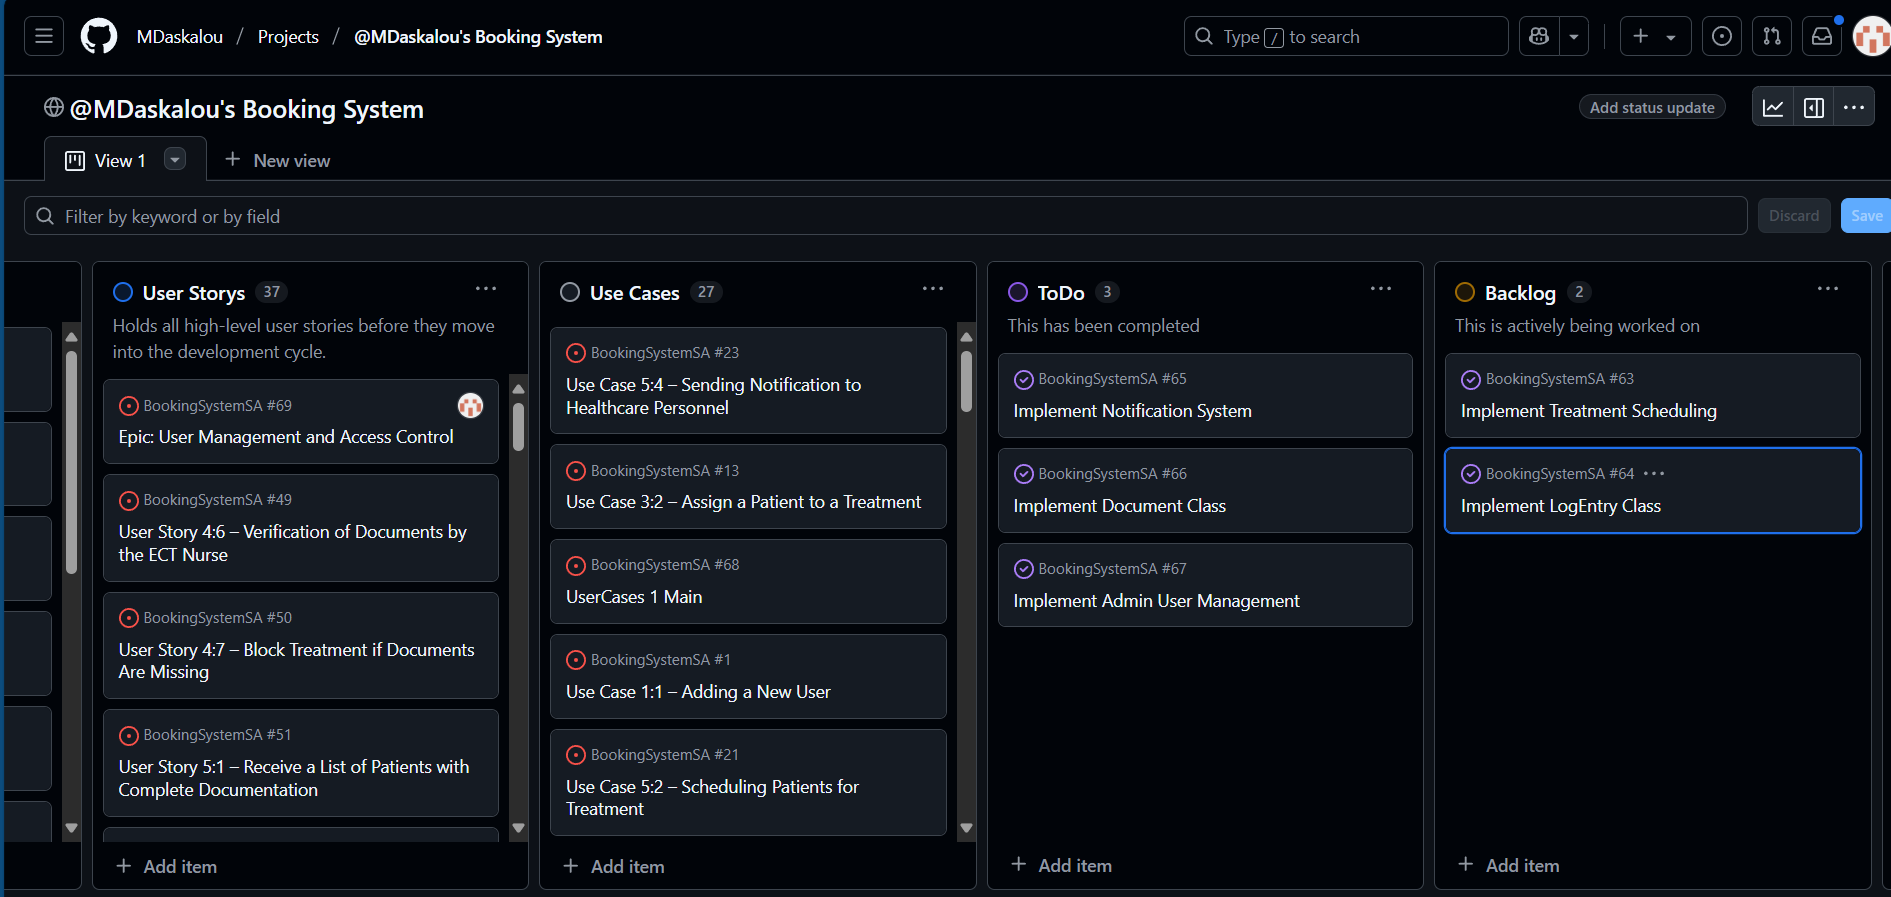 MDaskalou / Projects / @MDaskalou's Booking System
Type / to search
@MDaskalou's Booking System
Add status update
View 1
New view
Filter by keyword or by field
Discard
Save
User Storys 37
Holds all high-level user stories before they move
into the development cycle.
BookingSystemSA #69
Epic: User Management and Access Control
BookingSystemSA #49
User Story 4:6 – Verification of Documents by
the ECT Nurse
BookingSystemSA #50
User Story 4:7 – Block Treatment if Documents
Are Missing
BookingSystemSA #51
User Story 5:1 – Receive a List of Patients with
Complete Documentation
Add item
Use Cases 27
BookingSystemSA #23
Use Case 5:4 – Sending Notification to
Healthcare Personnel
BookingSystemSA #13
Use Case 3:2 – Assign a Patient to a Treatment
BookingSystemSA #68
UserCases 1 Main
BookingSystemSA #1
Use Case 1:1 – Adding a New User
BookingSystemSA #21
Use Case 5:2 – Scheduling Patients for
Treatment
Add item
ToDo 3
This has been completed
BookingSystemSA #65
Implement Notification System
BookingSystemSA #66
Implement Document Class
BookingSystemSA #67
Implement Admin User Management
Add item
Backlog 2
This is actively being worked on
BookingSystemSA #63
Implement Treatment Scheduling
BookingSystemSA #64
Implement LogEntry Class
Add item